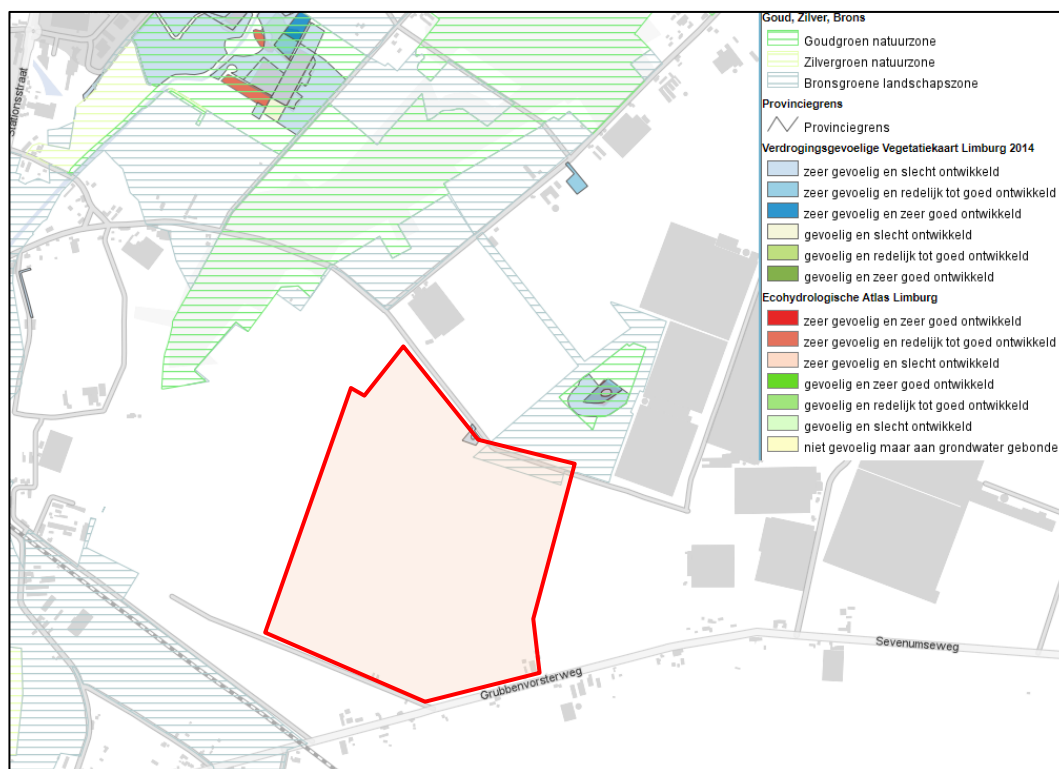 Goud, Zilver, Brons
Goudgroen natuurzone
Zilvergroen natuurzone
Bronsgroene landschapszone
Provinciegrens
Provinciegrens
Verdrogingsgevoelige Vegetatiekaart Limburg 2014
zeer gevoelig en slecht ontwikkeld
zeer gevoelig en redelijk tot goed ontwikkeld
zeer gevoelig en zeer goed ontwikkeld
gevoelig en slecht ontwikkeld
gevoelig en redelijk tot goed ontwikkeld
gevoelig en zeer goed ontwikkeld
Ecohydrologische Atlas Limburg
zeer gevoelig en zeer goed ontwikkeld
zeer gevoelig en redelijk tot goed ontwikkeld
zeer gevoelig en slecht ontwikkeld
gevoelig en zeer goed ontwikkeld
gevoelig en redelijk tot goed ontwikkeld
gevoelig en slecht ontwikkeld
niet gevoelig maar aan grondwater gebonde
Stationsstraat
Grubbenvorsterweg
Sevenumseweg